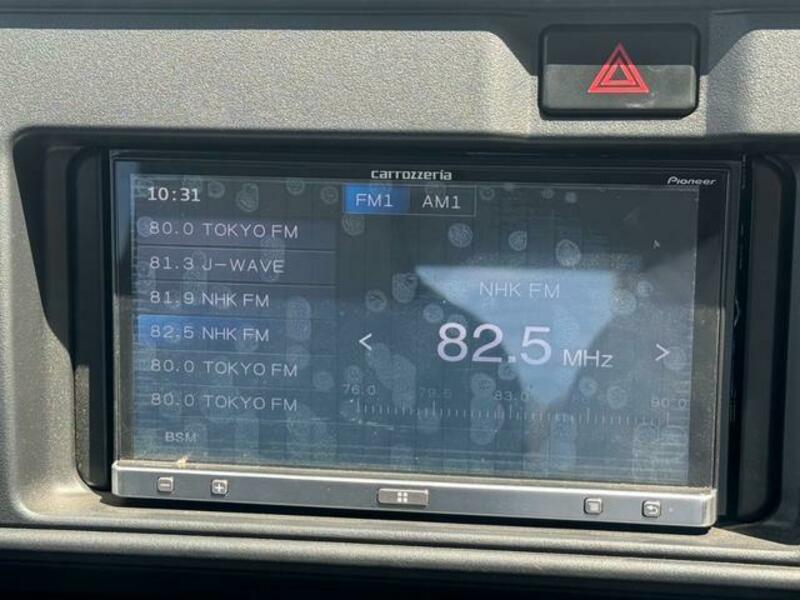 carrozzeria
Pioneer
10:31
FM1 AM1
80.0 TOKYO FM
81.3 J-WAVE
81.9 NHK FM
82.5 NHK FM
80.0 TOKYO FM
80.0 TOKYO FM
BSM
NHK FM
< 82.5 MHz >
76.0 79.5 83.0 90.0